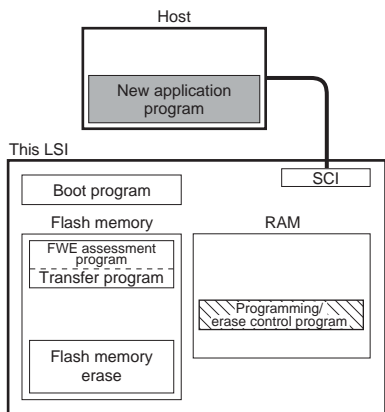 Host
New application
program
This LSI
SCI
Boot program
Flash memory
RAM
FWE assessment
program
Transfer program
Programming/
erase control program
Flash memory
erase